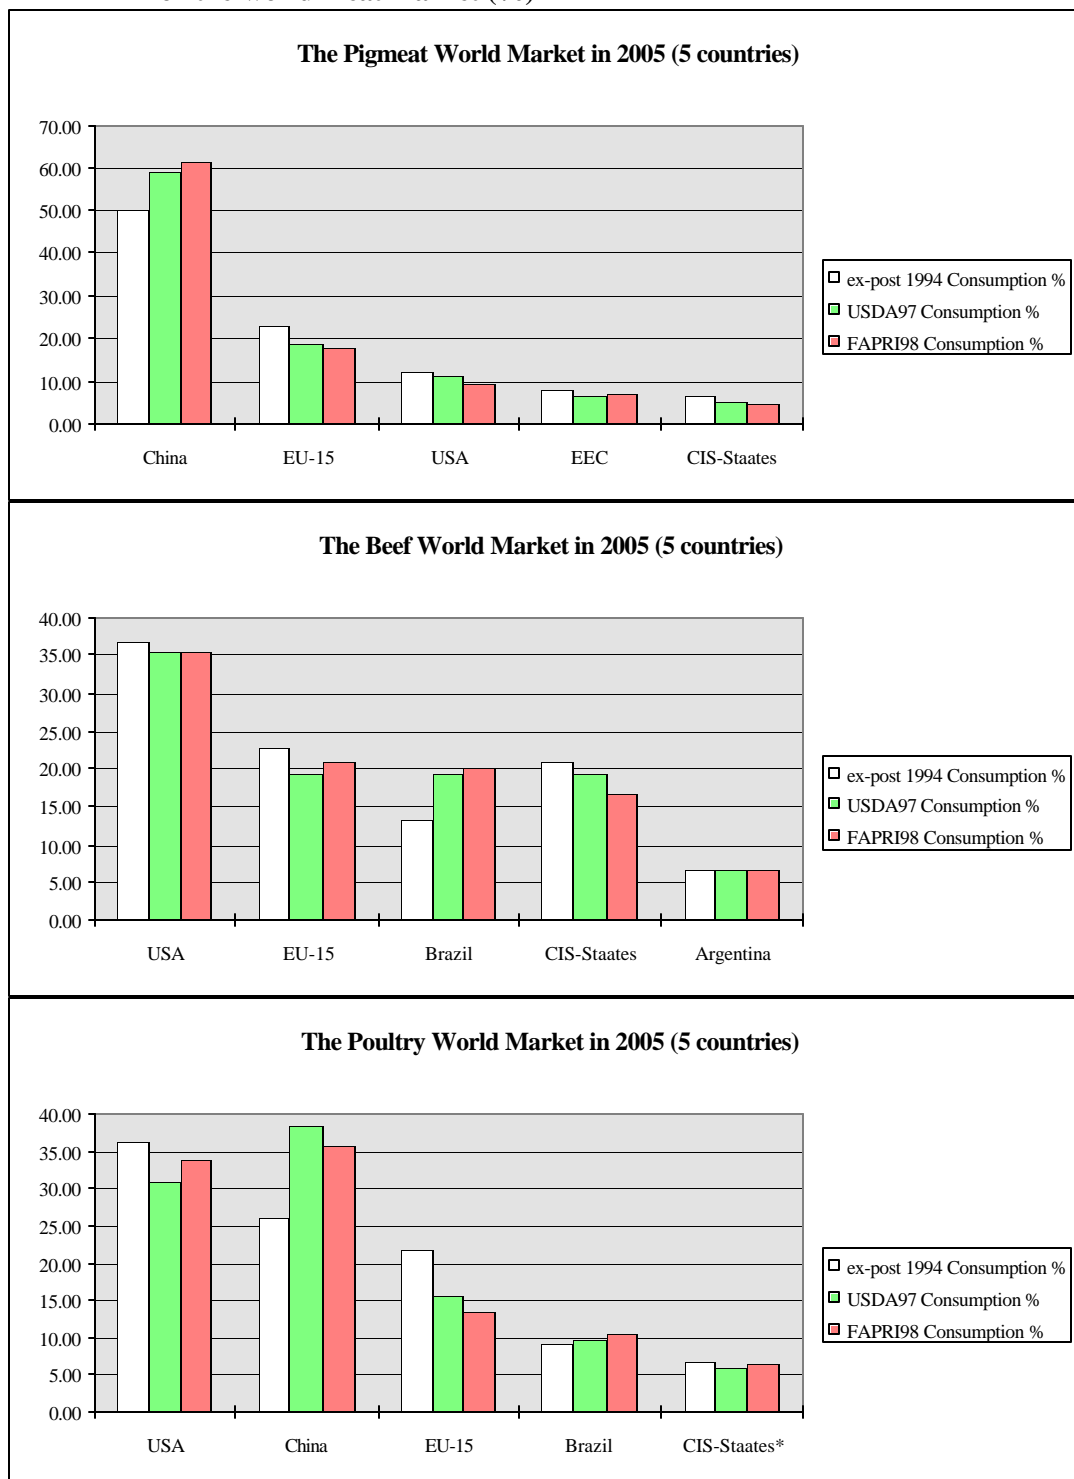 The Pigmeat World Market in 2005 (5 countries)
70.00
60.00
50.00
40.00
30.00
20.00
10.00
0.00
China EU-15 USA EEC CIS-Staates
ex-post 1994 Consumption %
USDA97 Consumption %
FAPRI98 Consumption %
The Beef World Market in 2005 (5 countries)
40.00
35.00
30.00
25.00
20.00
15.00
10.00
5.00
0.00
USA EU-15 Brazil CIS-Staates Argentina
ex-post 1994 Consumption %
USDA97 Consumption %
FAPRI98 Consumption %
The Poultry World Market in 2005 (5 countries)
40.00
35.00
30.00
25.00
20.00
15.00
10.00
5.00
0.00
USA China EU-15 Brazil CIS-Staates*
ex-post 1994 Consumption %
USDA97 Consumption %
FAPRI98 Consumption %